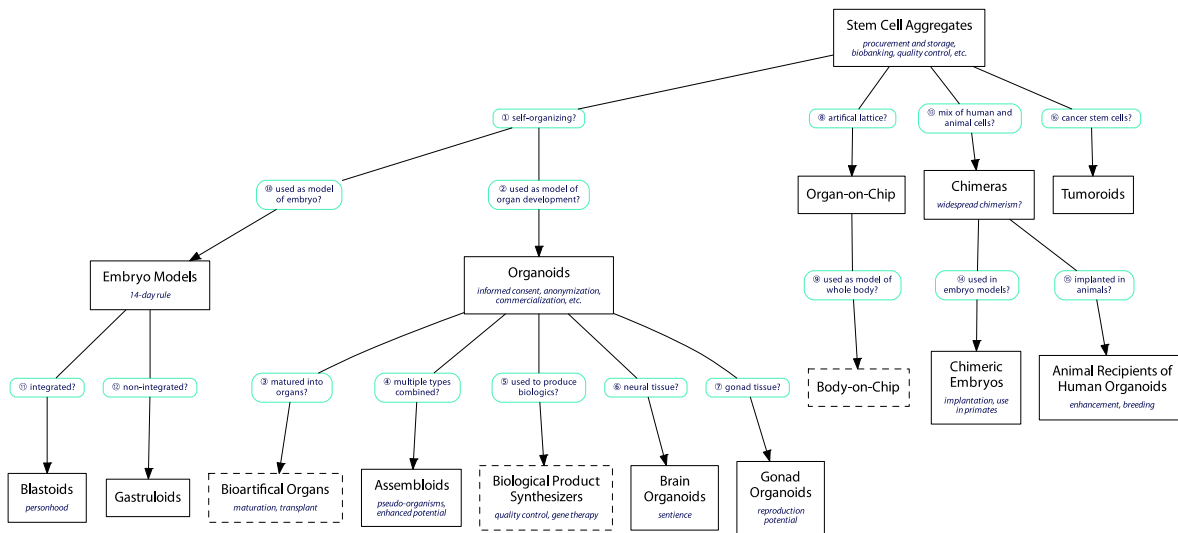 Stem Cell Aggregates
procurement and storage,
biobanking, quality control, etc.
① self-organizing?
⑧ artifical lattice?
⑬ mix of human and
animal cells?
⑯ cancer stem cells?
⑩ used as model
of embryo?
② used as model of
organ development?
Organ-on-Chip
Chimeras
widespread chimerism?
Tumoroids
Embryo Models
14-day rule
Organoids
informed consent, anonymization,
commercialization, etc.
⑨ used as model of
whole body?
⑭ used in
embryo models?
⑮ implanted in
animals?
⑪ integrated?
⑫ non-integrated?
③ matured into
organs?
④ multiple types
combined?
⑤ used to produce
biologics?
⑥ neural tissue?
⑦ gonad tissue?
Body-on-Chip
Chimeric
Embryos
implantation, use
in primates
Animal Recipients of
Human Organoids
enhancement, breeding
Blastoids
personhood
Gastruloids
Bioartifical Organs
maturation, transplant
Assembloids
pseudo-organisms,
enhanced potential
Biological Product
Synthesizers
quality control, gene therapy
Brain
Organoids
sentience
Gonad
Organoids
reproduction
potential